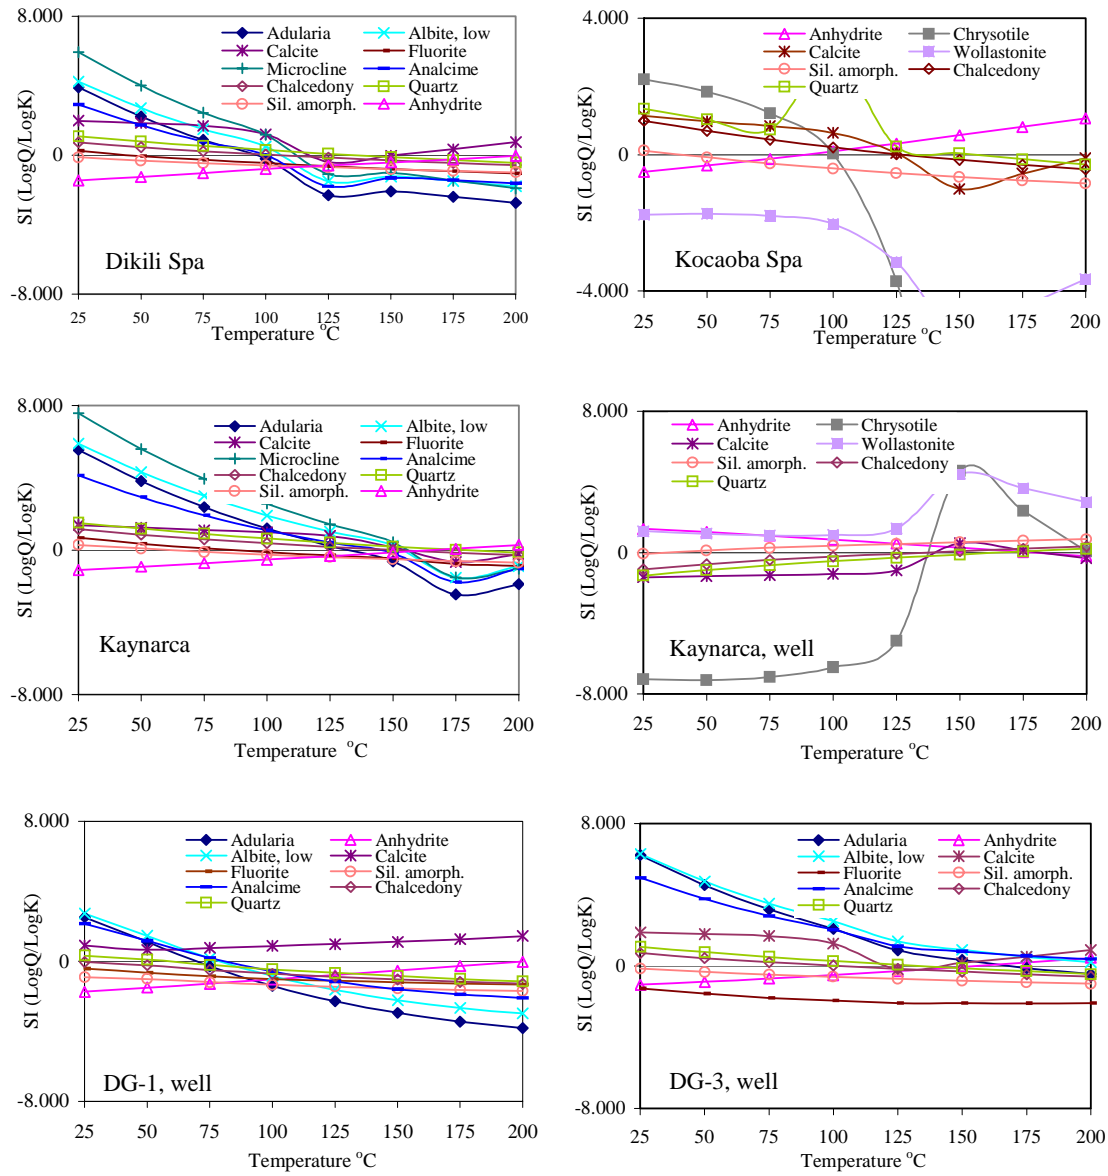 8.000
Adularia
Albite, low
Calcite
Fluorite
Microcline
Analcime
Chalcedony
Quartz
Sil. amorph.
Anhydrite
SI (LogQ/LogK)
0
Dikili Spa
-8.000
25 50 75 100 125 150 175 200
Temperature °C
4.000
Anhydrite
Chrysotile
Calcite
Wollastonite
Sil. amorph.
Chalcedony
Quartz
SI (LogQ/LogK)
0
Kocaoba Spa
-4.000
25 50 75 100 125 150 175 200
Temperature °C
8.000
Adularia
Albite, low
Calcite
Fluorite
Microcline
Analcime
Chalcedony
Quartz
Sil. amorph.
Anhydrite
SI (LogQ/LogK)
0
Kaynarca
-8.000
25 50 75 100 125 150 175 200
Temperature °C
8.000
Anhydrite
Chrysotile
Calcite
Wollastonite
Sil. amorph.
Chalcedony
Quartz
SI (LogQ/LogK)
0
Kaynarca, well
-8.000
25 50 75 100 125 150 175 200
Temperature °C
8.000
Adularia
Anhydrite
Albite, low
Calcite
Fluorite
Sil. amorph.
Analcime
Chalcedony
Quartz
SI (LogQ/LogK)
0
DG-1, well
-8.000
25 50 75 100 125 150 175 200
Temperature °C
8.000
Adularia
Anhydrite
Albite, low
Calcite
Fluorite
Sil. amorph.
Analcime
Chalcedony
Quartz
SI (LogQ/LogK)
0
DG-3, well
-8.000
25 50 75 100 125 150 175 200
Temperature °C